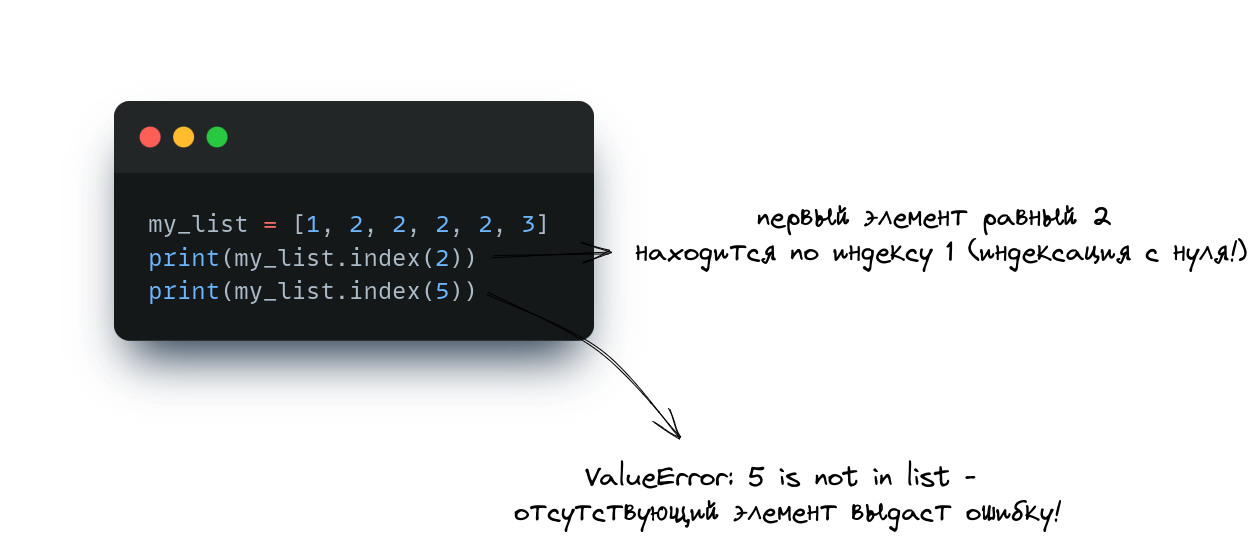 my_list = [1, 2, 2, 2, 2, 3]
print(my_list.index(2))
print(my_list.index(5))
первый элемент равный 2
находится по индексу 1 (индексация с нуля!)
ValueError: 5 is not in list -
отсутствующий элемент выдаст ошибку!